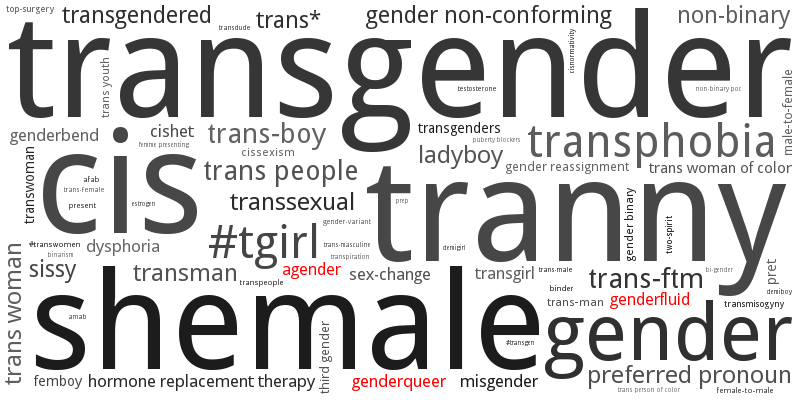 top-surgery
transgendered
transdude
trans*
gender non-conforming
non-binary
transgender
trans youth
testosterone
cisnormativity
non-binary poc
male-to-female
genderbend
cishet
femme presenting
trans-boy
cissexism
transgenders
puberty blockers
ladyboy
transphobia
gender reassignment
trans woman of color
transwoman
cis
afab
trans-female
present
estrogen
trans people
transsexual
prep
tranny
gender binary
two-spirit
demigirl
#transwomen
binarism
dysphoria
#tgirl
gender-variant
trans-masculine
transpiration
sissy
transman
agender
transpeople
sex-change
transgirl
trans-male
binder
trans-ftm
bi-gender
pret
demiboy
trans-man
genderfluid
transmisogyny
trans woman
amab
shemale
#transgen
gender
third gender
femboy
hormone replacement therapy
genderqueer
misgender
preferred pronoun
trans person of color
female-to-male